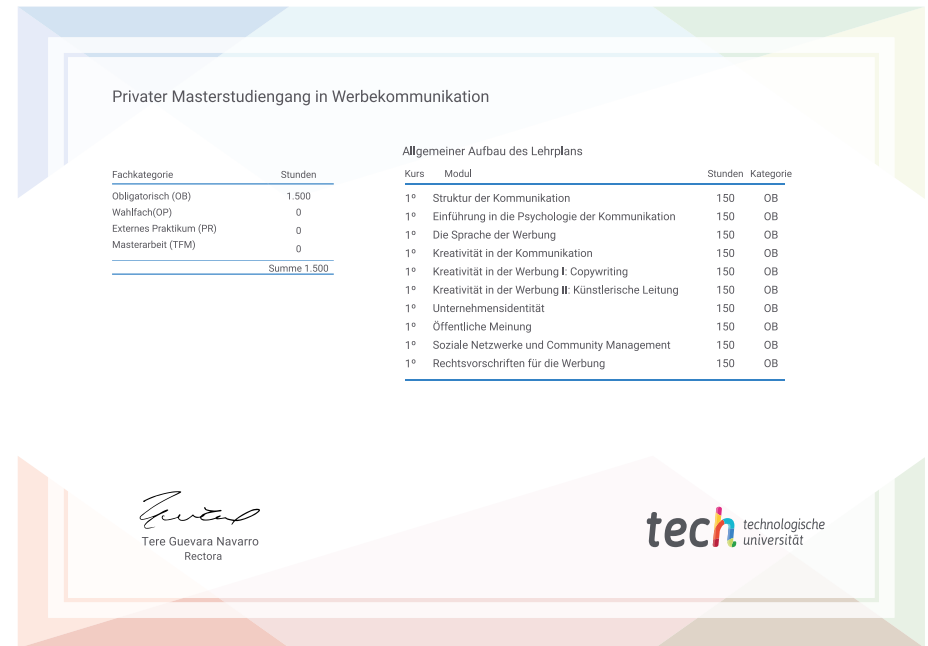 Privater Masterstudiengang in Werbekommunikation
Fachkategorie Stunden
Obligatorisch (OB) 1.500
Wahlfach(OP) 0
Externes Praktikum (PR) 0
Masterarbeit (TFM) 0
Summe 1.500
Allgemeiner Aufbau des Lehrplans
Kurs Modul Stunden Kategorie
1º Struktur der Kommunikation 150 OB
1º Einführung in die Psychologie der Kommunikation 150 OB
1º Die Sprache der Werbung 150 OB
1º Kreativität in der Kommunikation 150 OB
1º Kreativität in der Werbung I: Copywriting 150 OB
1º Kreativität in der Werbung II: Künstlerische Leitung 150 OB
1º Unternehmensidentität 150 OB
1º Öffentliche Meinung 150 OB
1º Soziale Netzwerke und Community Management 150 OB
1º Rechtsvorschriften für die Werbung 150 OB
Tere Guevara Navarro
Rectora
tech technologische
universität